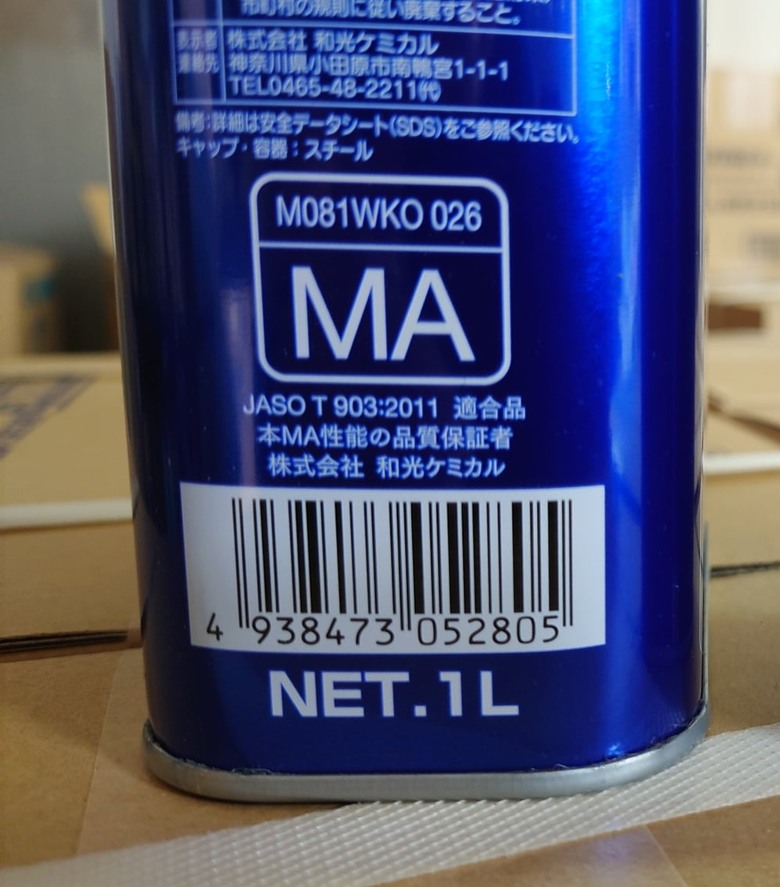 市町村の規則に従い廃棄すること。
表示者 株式会社 和光ケミカル
連絡先 神奈川県小田原市南鴨宮1-1-1
TEL0465-48-2211㈹
備考:詳細は安全データシート(SDS)をご参照ください。
キャップ・容器:スチール
M081WKO 026
MA
JASO T 903:2011 適合品
本MA性能の品質保証者
株式会社 和光ケミカル
4 938473 052805
NET.1L